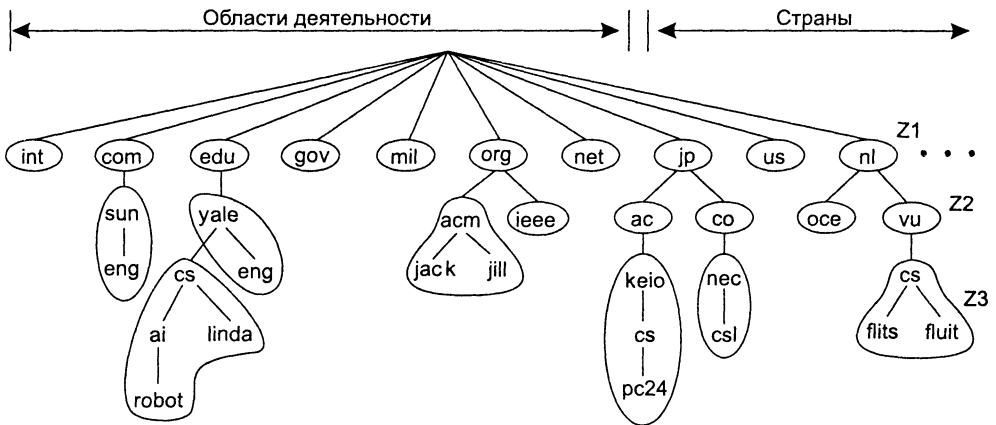 Области деятельности Страны
Z1
int com edu gov mil org net jp us nl
sun yale acm ieee ac co oce vu Z2
eng cs eng jack jill keio nec cs Z3
ai linda cs csl flits fluit
robot pc24